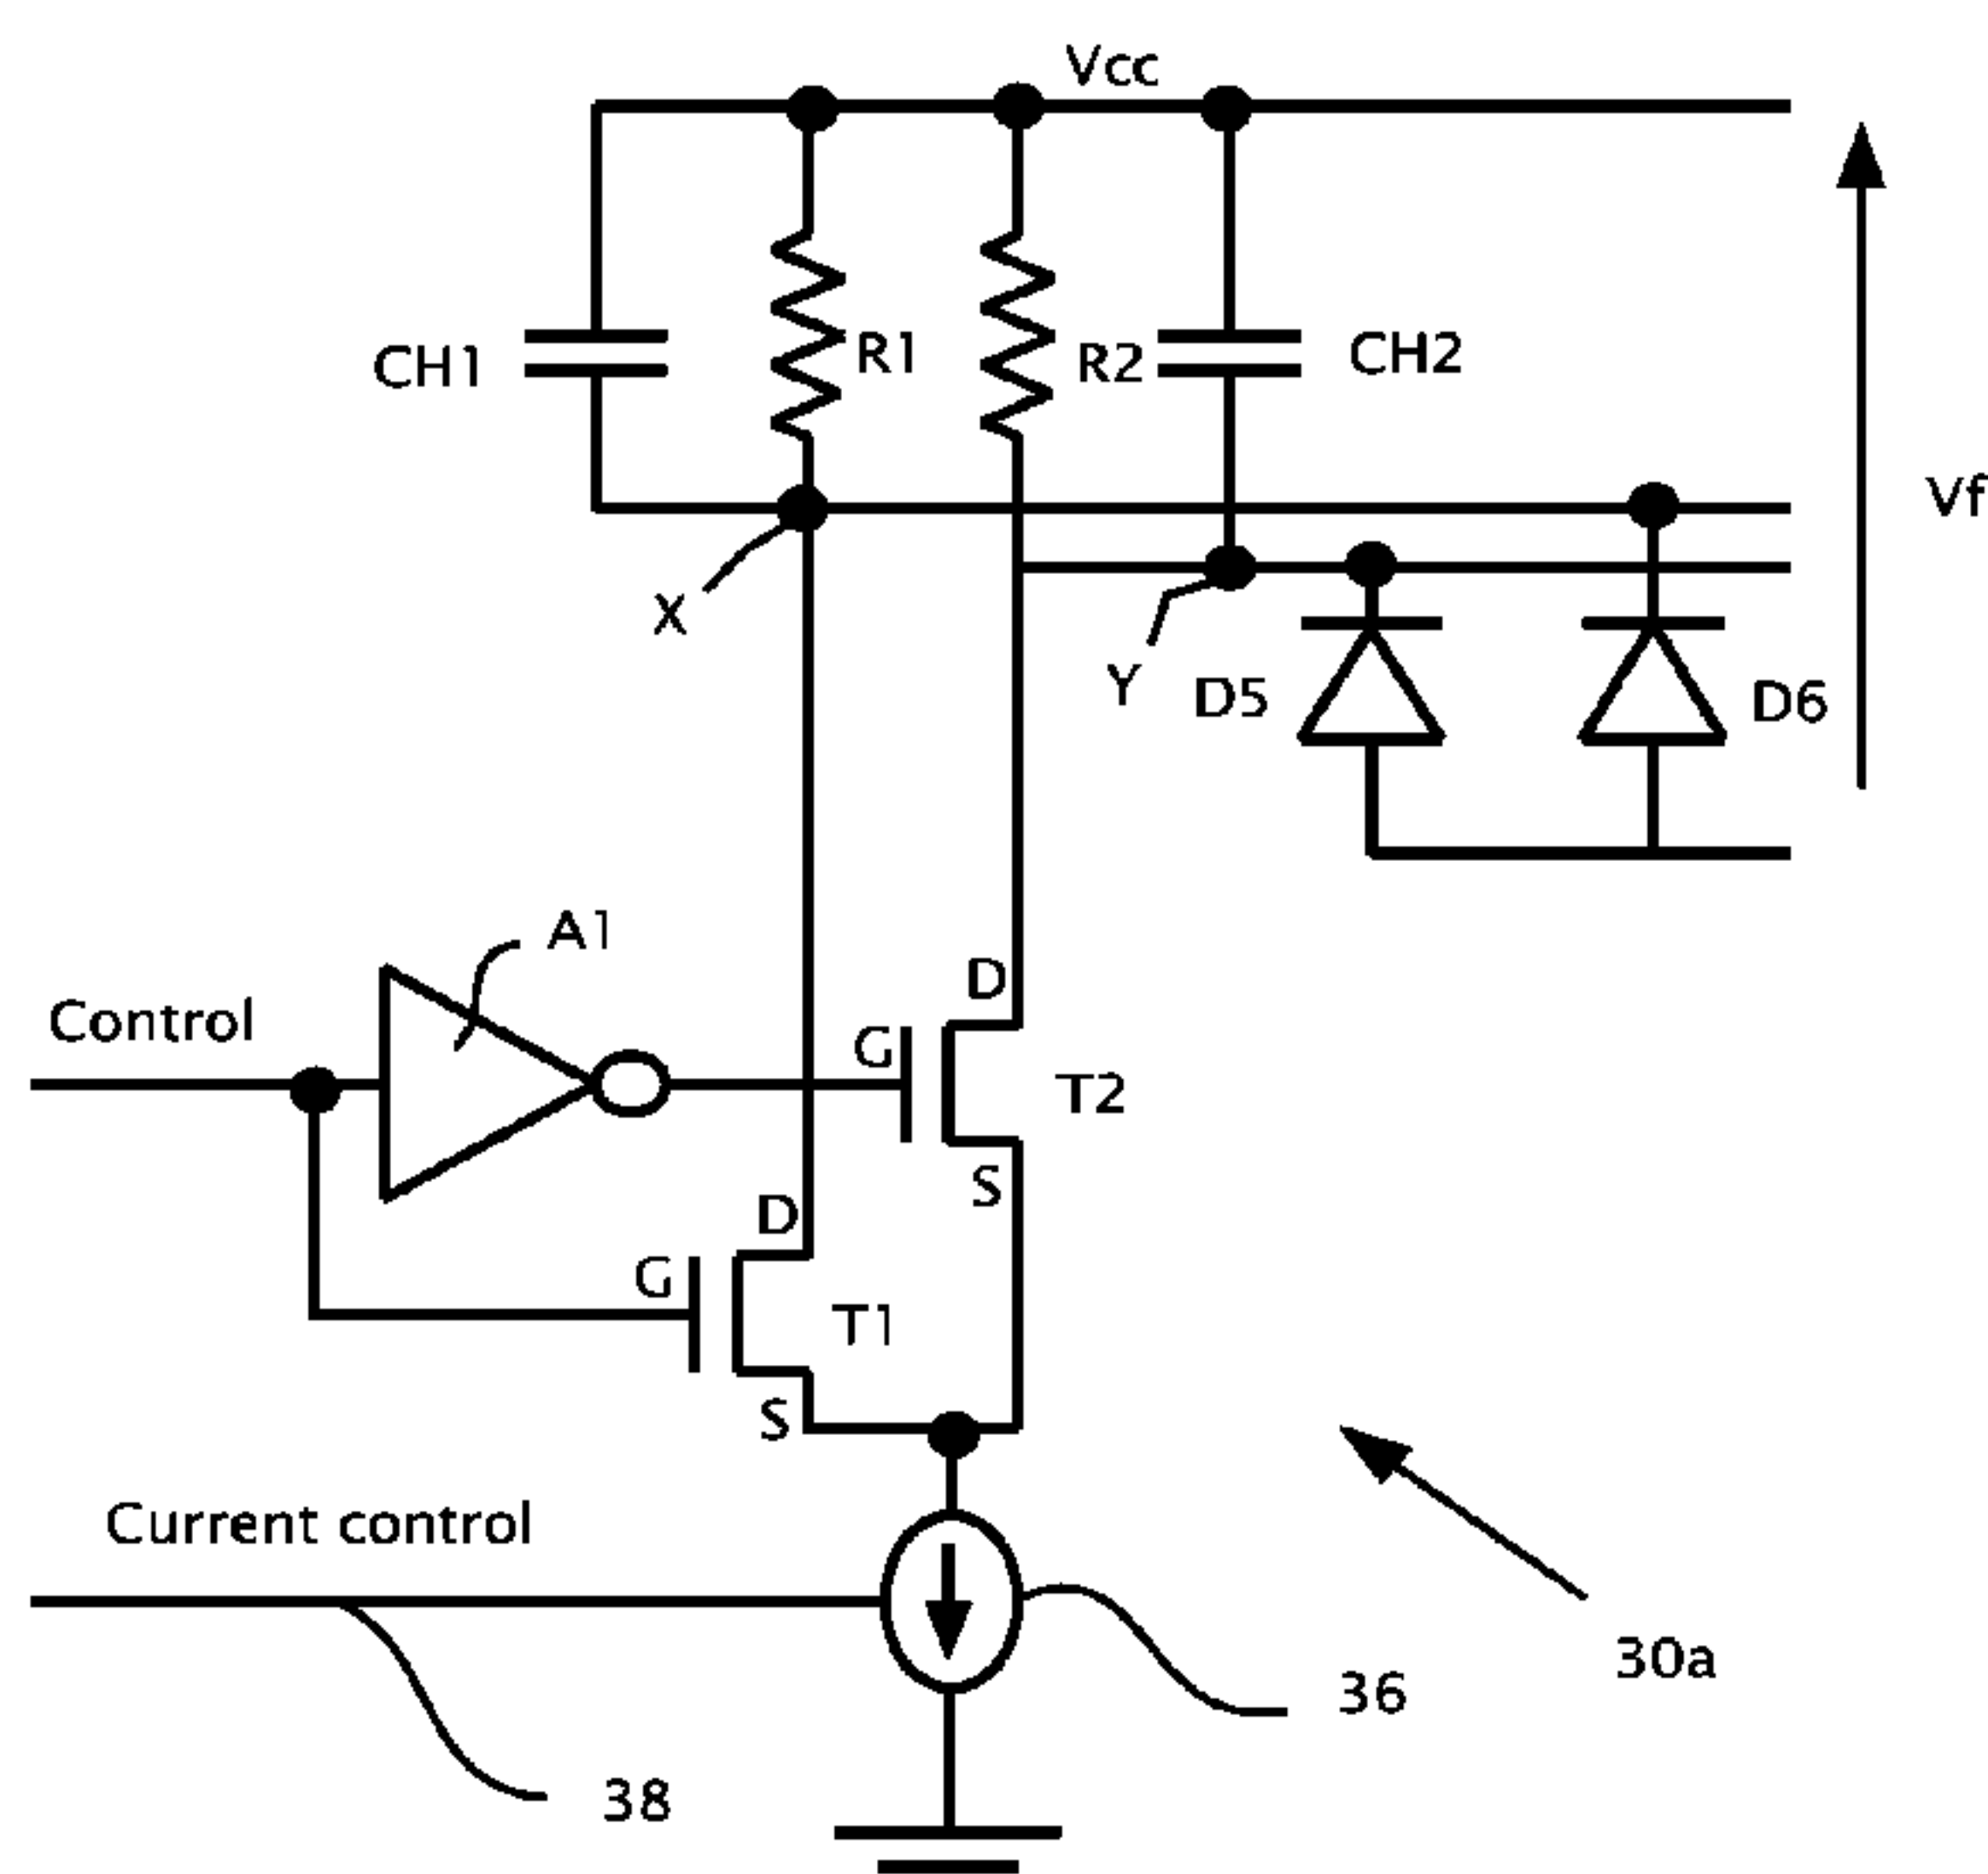 Vcc
CH1
R1
R2
CH2
Vf
X
Y
D5
D6
A1
Control
D
G
T2
S
D
G
T1
S
Current control
36
30a
38